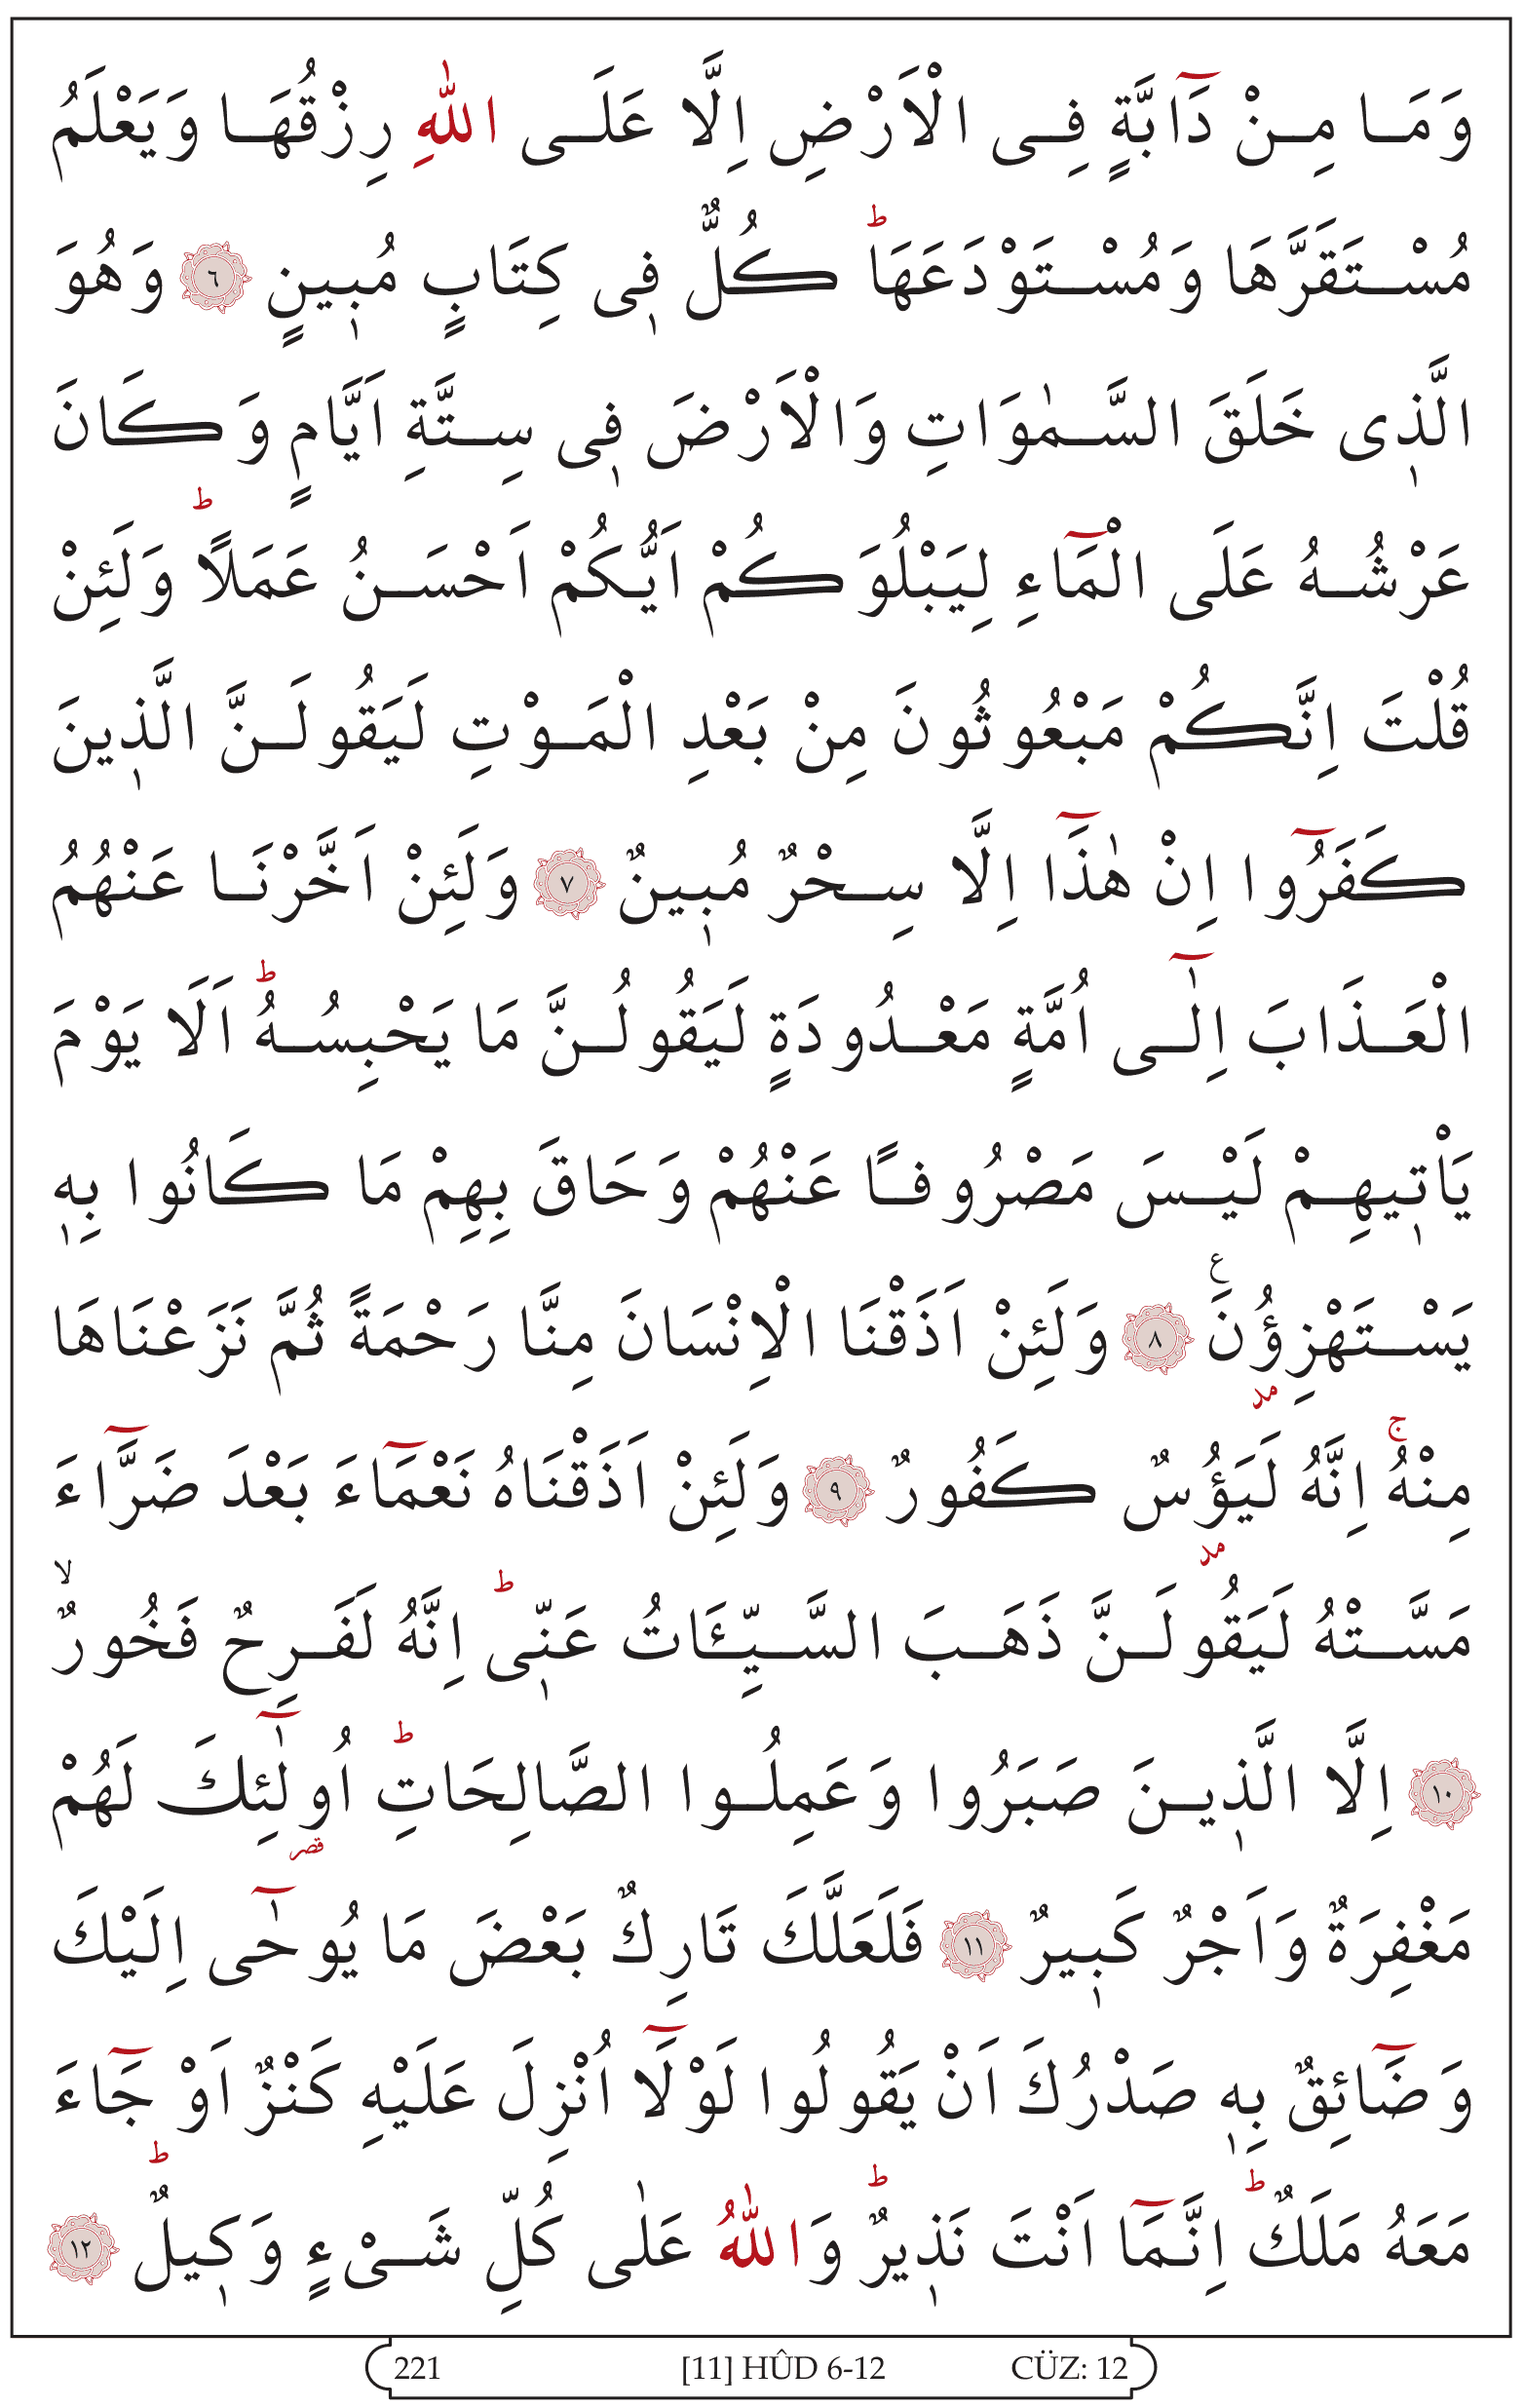 وَمَا مِنْ دَٓابَّةٍ فِى الْاَرْضِ اِلَّا عَلَى اللّٰهِ رِزْقُهَا وَيَعْلَمُ
مُسْتَقَرَّهَا وَمُسْتَوْدَعَهَاۜ كُلٌّ ف۪ى كِتَابٍ مُب۪ينٍ ﴿٦﴾ وَهُوَ
الَّذ۪ى خَلَقَ السَّمٰوَاتِ وَالْاَرْضَ ف۪ى سِتَّةِ اَيَّامٍ وَكَانَ
عَرْشُهُ عَلَى الْمَٓاءِ لِيَبْلُوَكُمْ اَيُّكُمْ اَحْسَنُ عَمَلًاۜ وَلَئِنْ
قُلْتَ اِنَّكُمْ مَبْعُوثُونَ مِنْ بَعْدِ الْمَوْتِ لَيَقُولَنَّ الَّذ۪ينَ
كَفَرُٓوا اِنْ هٰذَٓا اِلَّا سِحْرٌ مُب۪ينٌ ﴿٧﴾ وَلَئِنْ اَخَّرْنَا عَنْهُمُ
الْعَذَابَ اِلٰٓى اُمَّةٍ مَعْدُودَةٍ لَيَقُولُنَّ مَا يَحْبِسُهُۜ اَلَا يَوْمَ
يَاْت۪يهِمْ لَيْسَ مَصْرُوفًا عَنْهُمْ وَحَاقَ بِهِمْ مَا كَانُوا بِه۪
يَسْتَهْزِؤُ۫نَ۟ ﴿٨﴾ وَلَئِنْ اَذَقْنَا الْاِنْسَانَ مِنَّا رَحْمَةً ثُمَّ نَزَعْنَاهَا
مِنْهُۚ اِنَّهُ لَيَؤُ۫سٌ كَفُورٌ ﴿٩﴾ وَلَئِنْ اَذَقْنَاهُ نَعْمَٓاءَ بَعْدَ ضَرَّٓاءَ
مَسَّتْهُ لَيَقُولَنَّ ذَهَبَ السَّيِّـَٔاتُ عَنّ۪ىۜ اِنَّهُ لَفَرِحٌ فَخُورٌۙ
﴿١٠﴾ اِلَّا الَّذ۪ينَ صَبَرُوا وَعَمِلُوا الصَّالِحَاتِۜ اُو۬لٰٓئِكَ لَهُمْ
مَغْفِرَةٌ وَاَجْرٌ كَب۪يرٌ ﴿١١﴾ فَلَعَلَّكَ تَارِكٌ بَعْضَ مَا يُوحٰٓى اِلَيْكَ
وَضَٓائِقٌ بِه۪ صَدْرُكَ اَنْ يَقُولُوا لَوْلَٓا اُنْزِلَ عَلَيْهِ كَنْزٌ اَوْ جَٓاءَ
مَعَهُ مَلَكٌۜ اِنَّمَٓا اَنْتَ نَذ۪يرٌۜ وَاللّٰهُ عَلٰى كُلِّ شَىْءٍ وَك۪يلٌۜ ﴿١٢﴾
221 [11] HÛD 6-12 CÜZ: 12